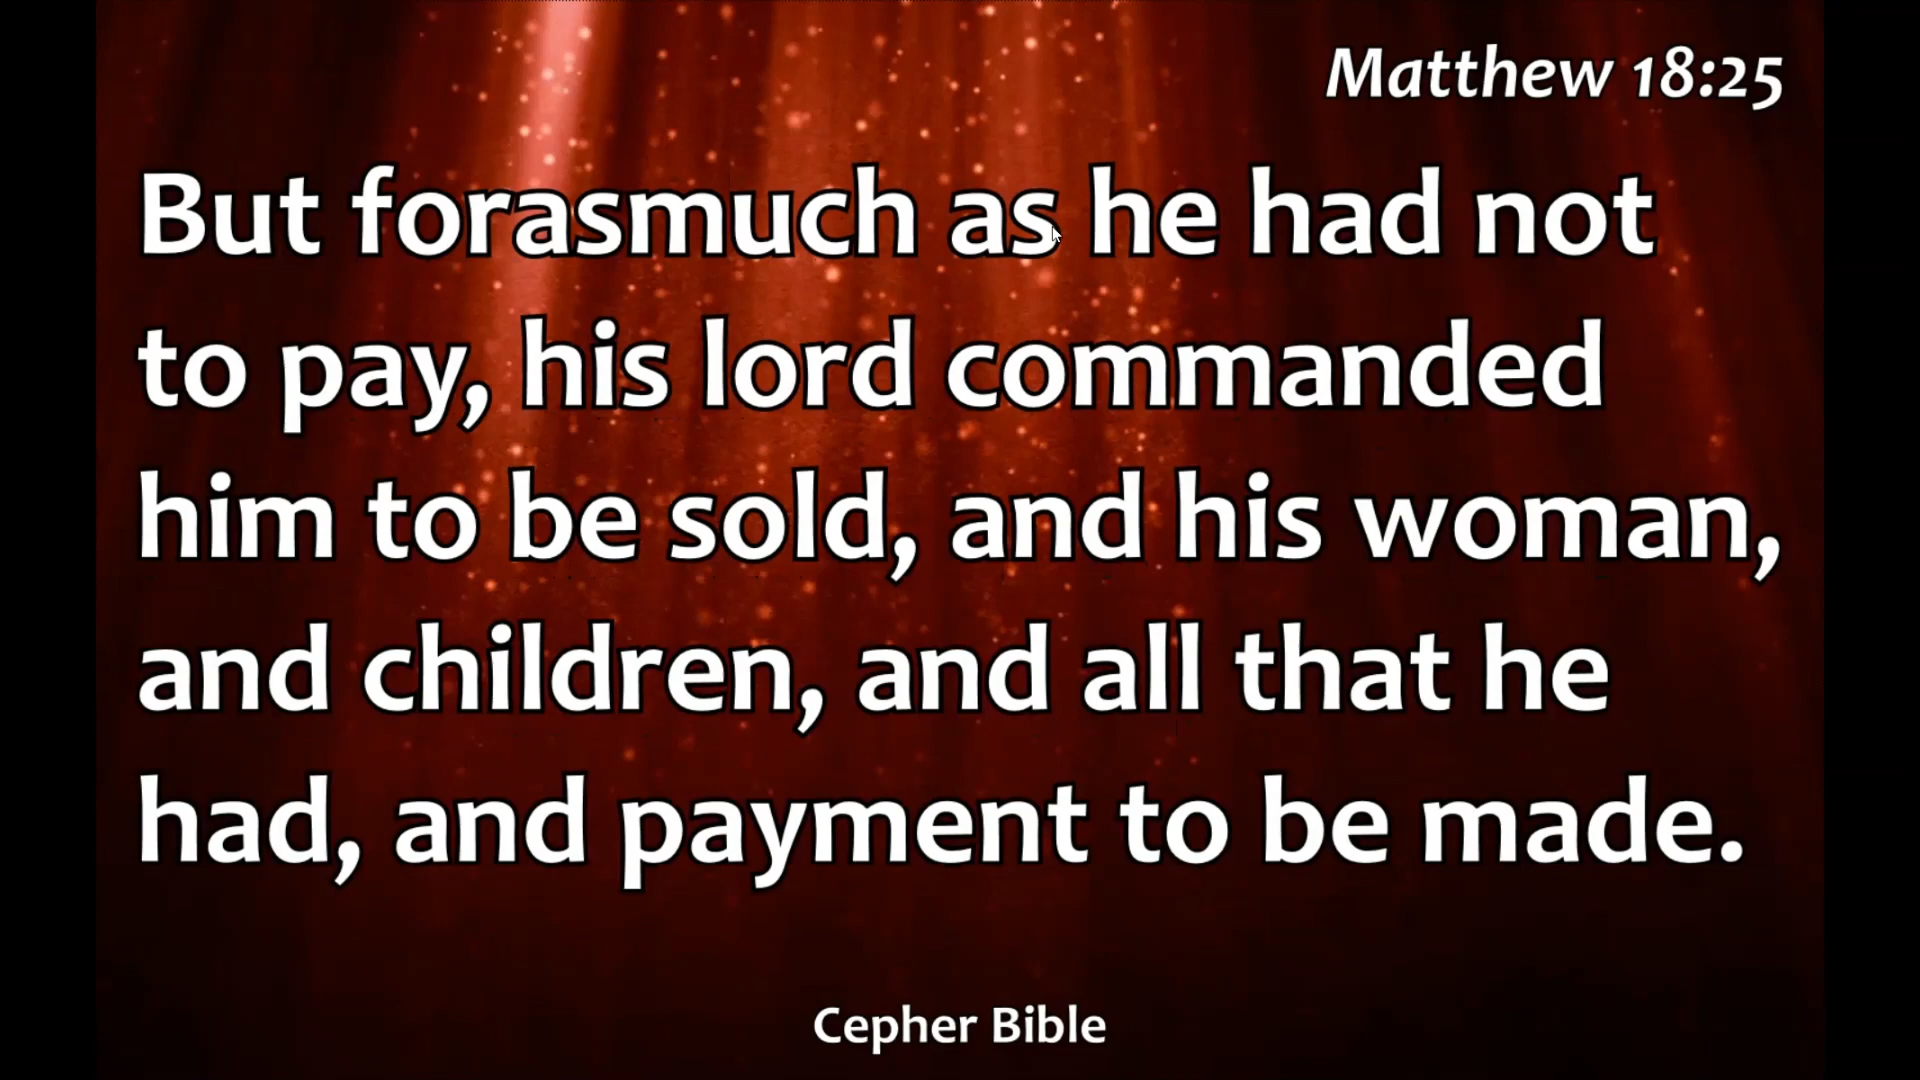 Matthew 18:25
But forasmuch as he had not
to pay, his lord commanded
him to be sold, and his woman,
and children, and all that he
had, and payment to be made.
Cepher Bible